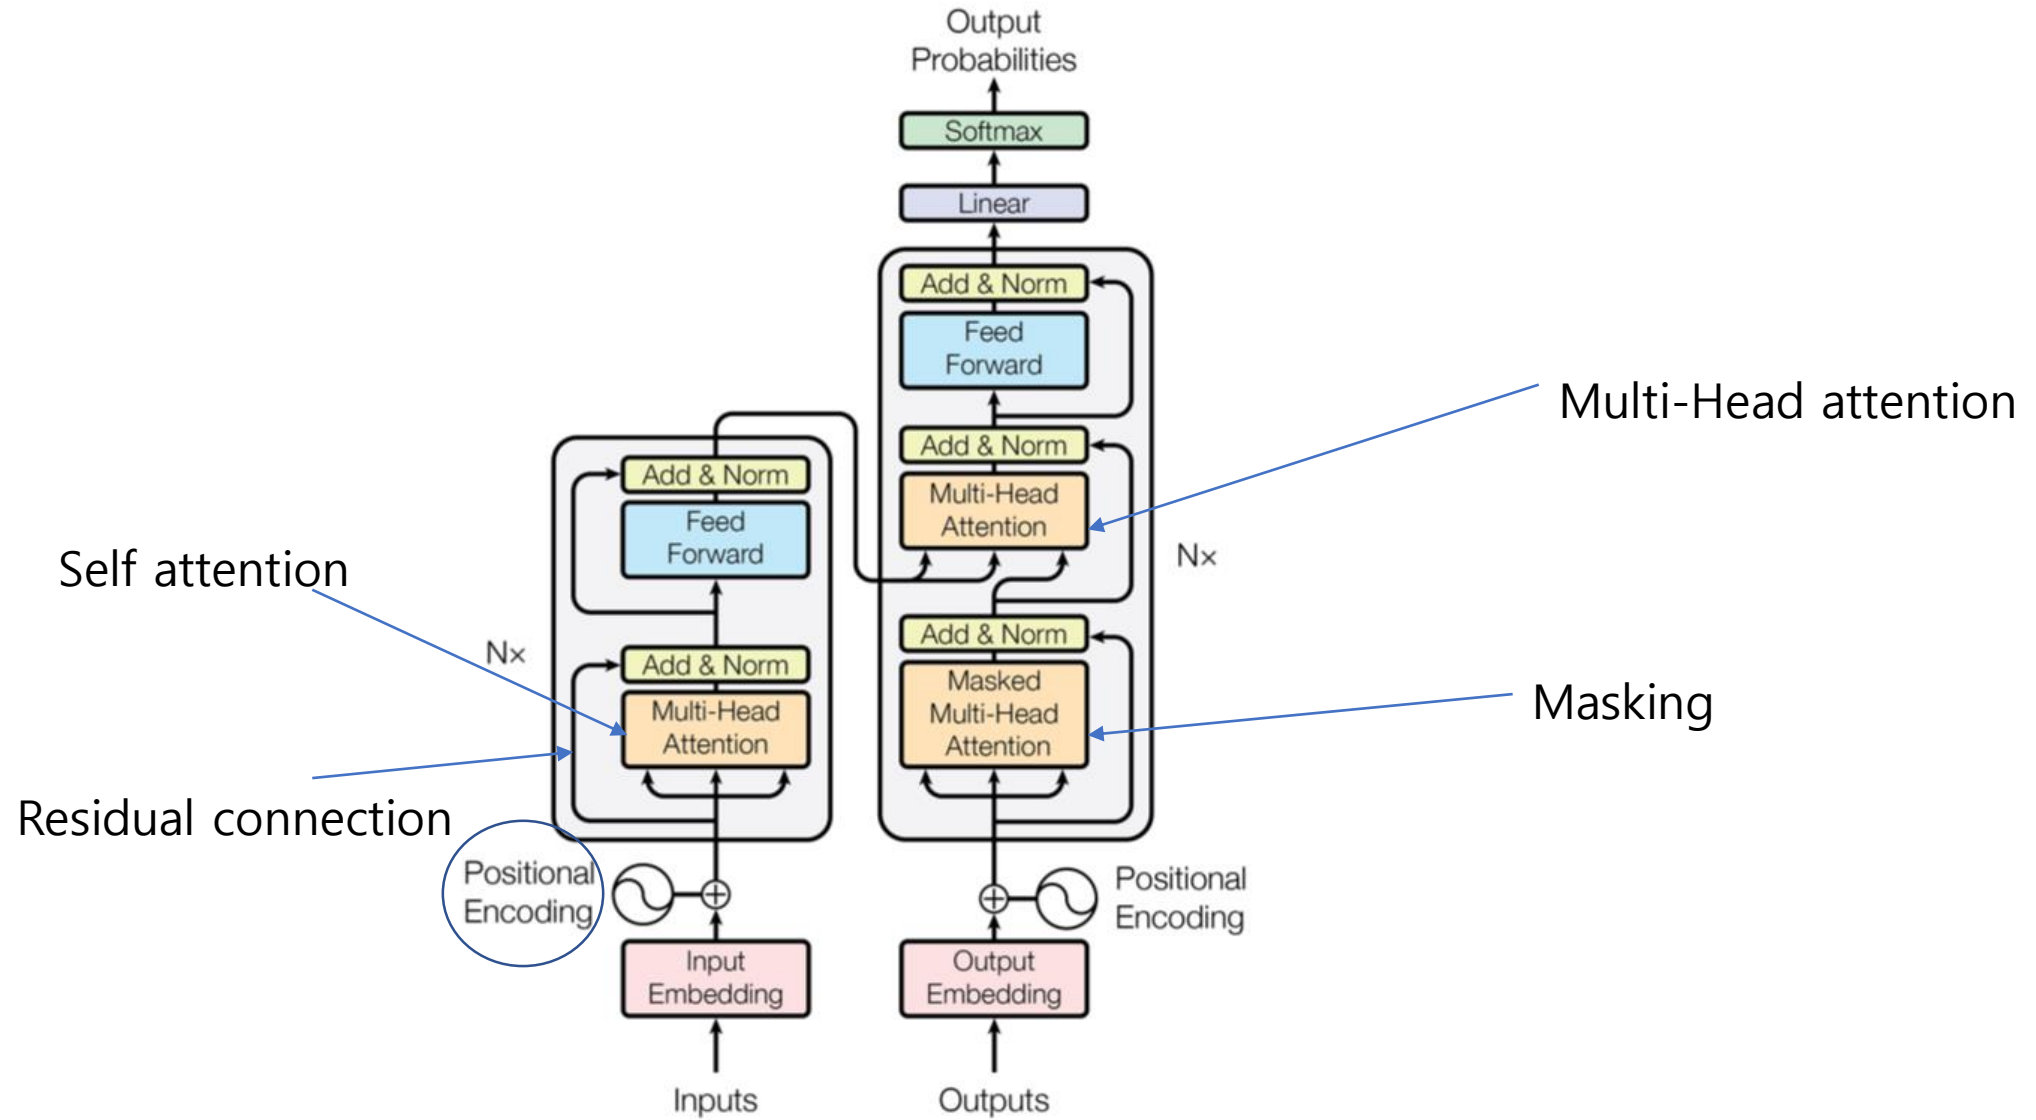 Output
Probabilities
Softmax
Linear
Add & Norm
Feed
Forward
Add & Norm
Multi-Head
Attention
Nx
Add & Norm
Masked
Multi-Head
Attention
Positional
Encoding
Output
Embedding
Outputs
Add & Norm
Feed
Forward
Nx
Add & Norm
Multi-Head
Attention
Positional
Encoding
Input
Embedding
Inputs
Self attention
Residual connection
Multi-Head attention
Masking